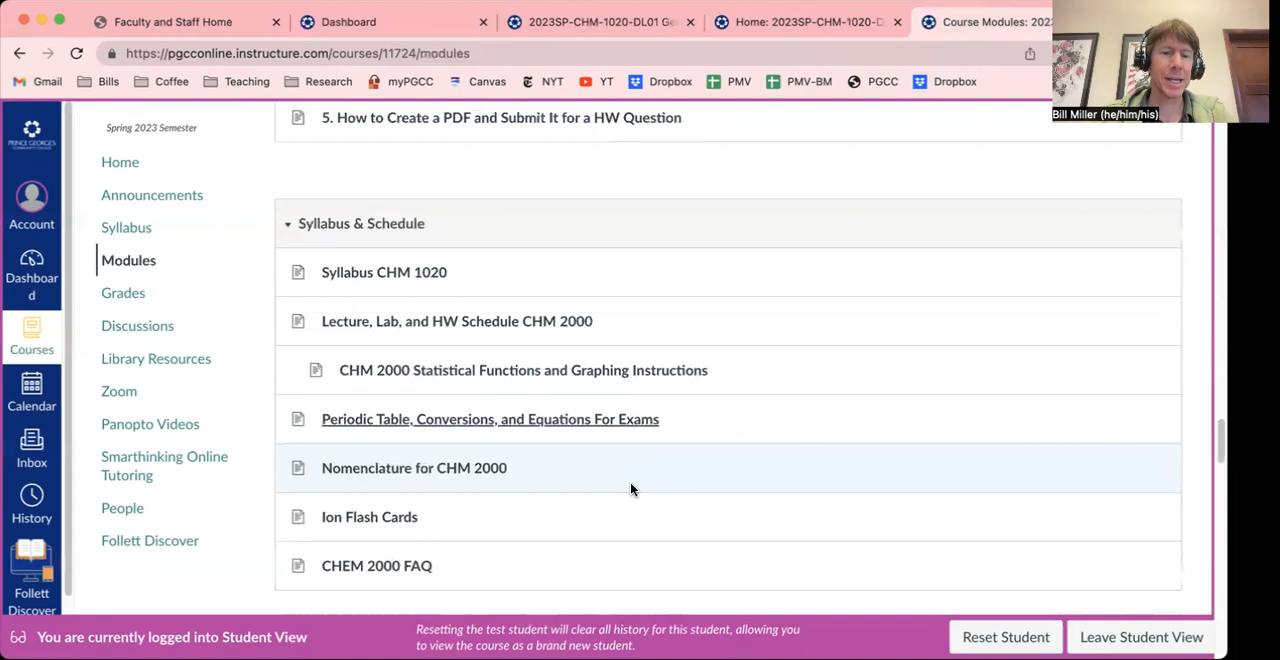 Faculty and Staff Home
Dashboard
2023SP-CHM-1020-DL01 Ge
Home: 2023SP-CHM-1020-D
Course Modules: 202
https://pgcconline.instructure.com/courses/11724/modules
Gmail
Bills
Coffee
Teaching
Research
myPGCC
Canvas
NYT
YT
Dropbox
PMV
PMV-BM
PGCC
Dropbox
Bill Miller (he/him/his)
PRINCE GEORGE'S
COMMUNITY COLLEGE
Account
Dashboar
d
Courses
Calendar
Inbox
History
Follett
Discover
Spring 2023 Semester
Home
Announcements
Syllabus
Modules
Grades
Discussions
Library Resources
Zoom
Panopto Videos
Smarthinking Online
Tutoring
People
Follett Discover
5. How to Create a PDF and Submit It for a HW Question
Syllabus & Schedule
Syllabus CHM 1020
Lecture, Lab, and HW Schedule CHM 2000
CHM 2000 Statistical Functions and Graphing Instructions
Periodic Table, Conversions, and Equations For Exams
Nomenclature for CHM 2000
Ion Flash Cards
CHEM 2000 FAQ
You are currently logged into Student View
Resetting the test student will clear all history for this student, allowing
you to view the course as a brand new student.
Reset Student
Leave Student View